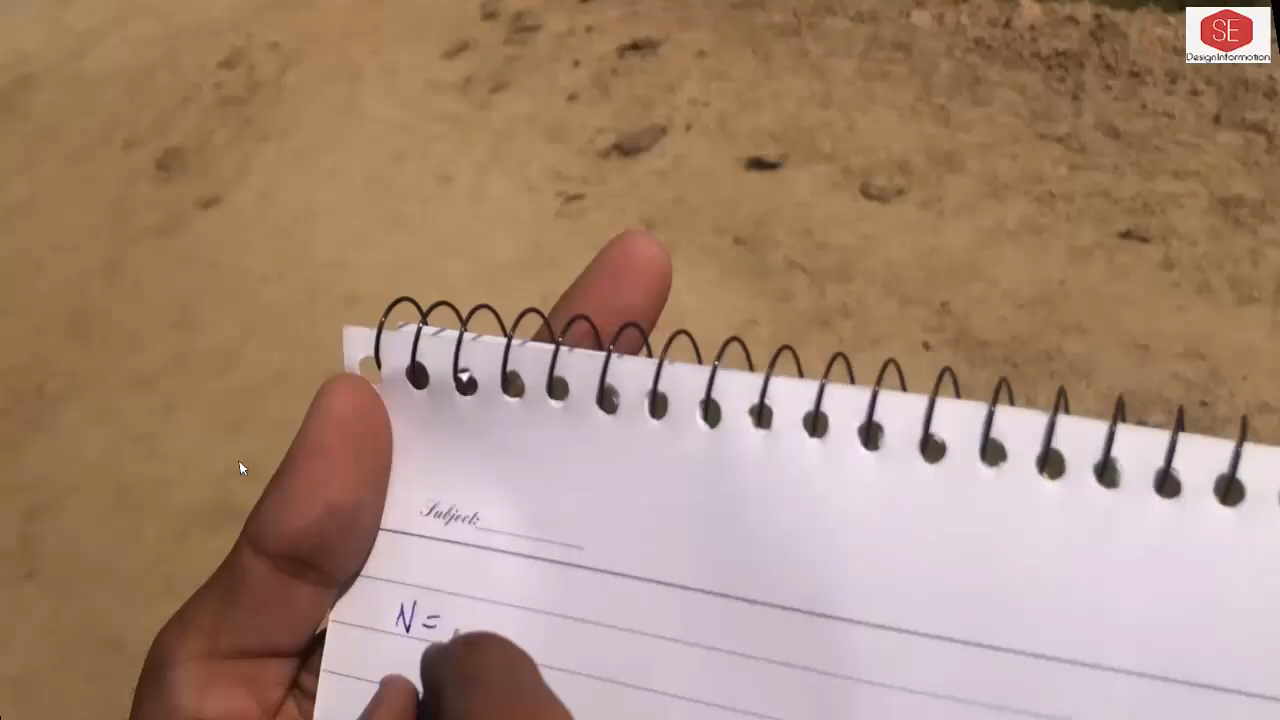 SE
DesignInformation
Subject:
N =